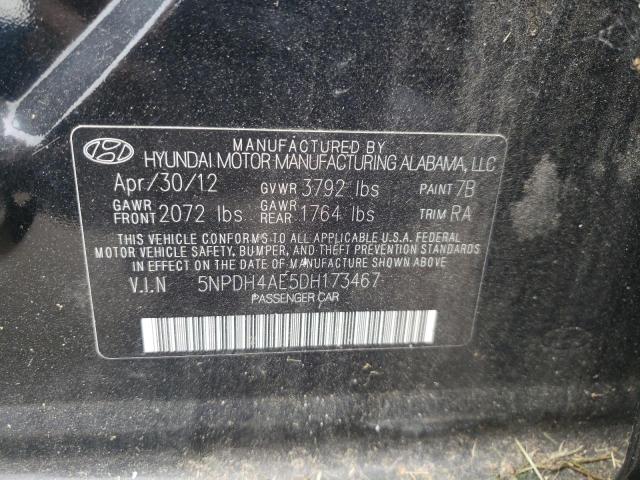 MANUFACTURED BY
HYUNDAI MOTOR MANUFACTURING ALABAMA, LLC
Apr/30/12 GVWR 3792 lbs PAINT 7B
GAWR FRONT 2072 lbs GAWR REAR 1764 lbs TRIM RA
THIS VEHICLE CONFORMS TO ALL APPLICABLE U.S.A. FEDERAL
MOTOR VEHICLE SAFETY, BUMPER, AND THEFT PREVENTION
STANDARDS IN EFFECT ON THE DATE OF MANUFACTURE SHOWN ABOVE.
V.I.N 5NPDH4AE5DH173467
PASSENGER CAR